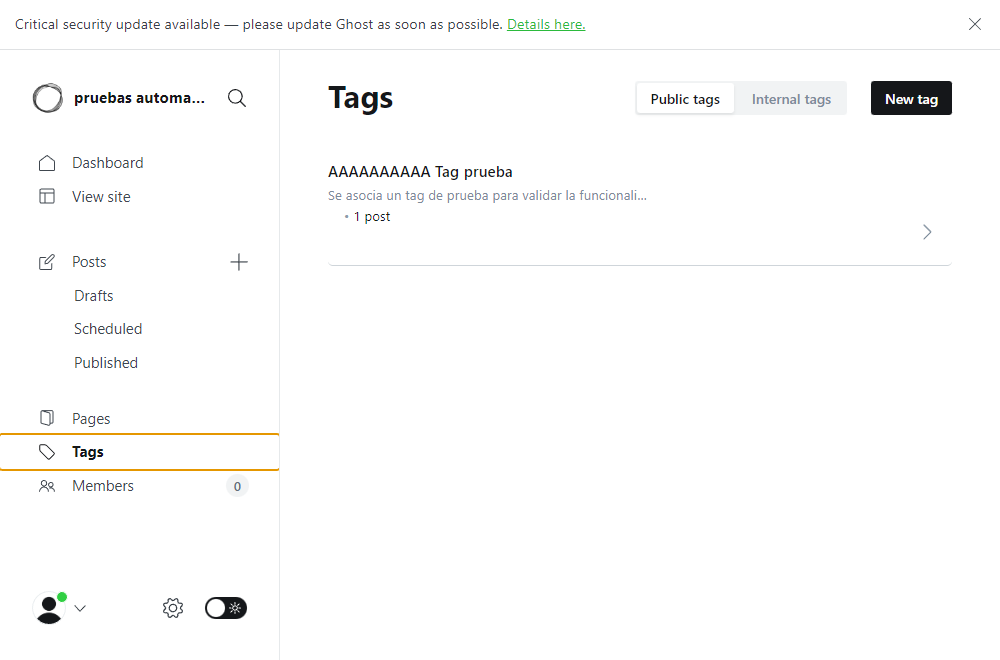 Critical security update available — please update Ghost as soon as possible. Details here.
pruebas automa...
Dashboard
View site
Posts
Drafts
Scheduled
Published
Pages
Tags
Members
0
Tags
Public tags
Internal tags
New tag
AAAAAAAAAA Tag prueba
Se asocia un tag de prueba para validar la funcionali...
• 1 post